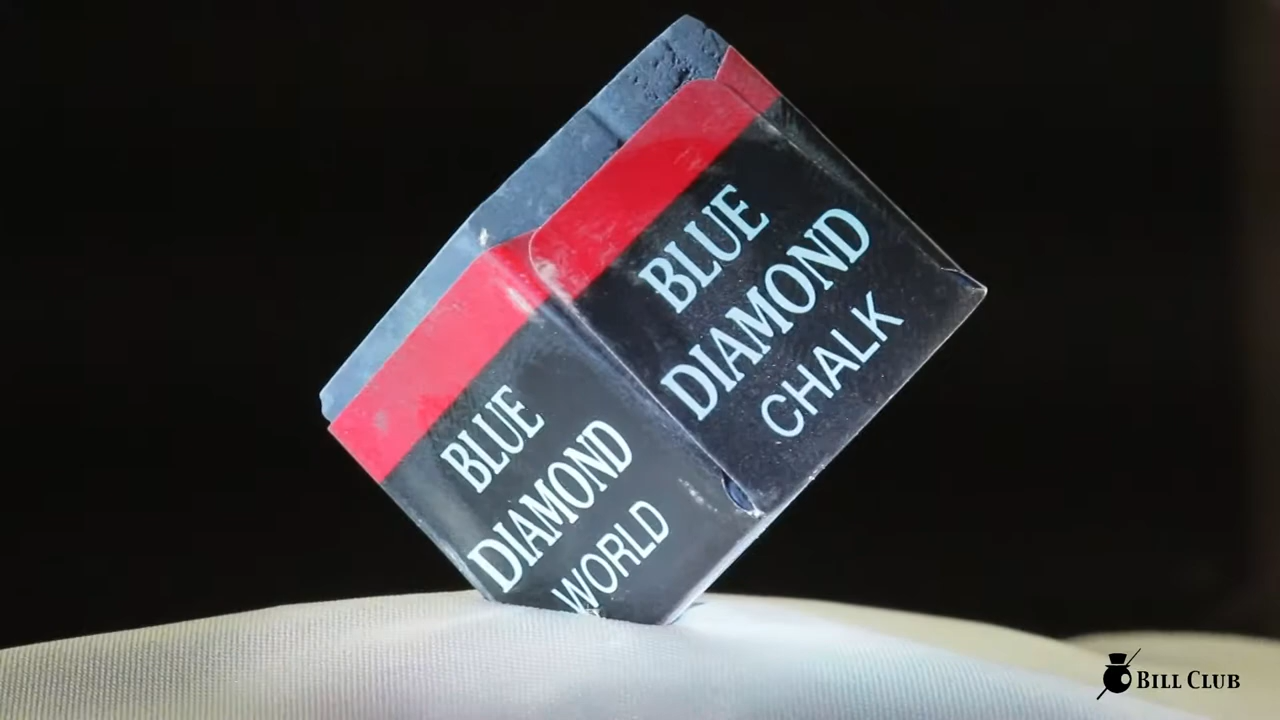 BLUE
DIAMOND
WORLD
BLUE
DIAMOND
CHALK
BILL CLUB